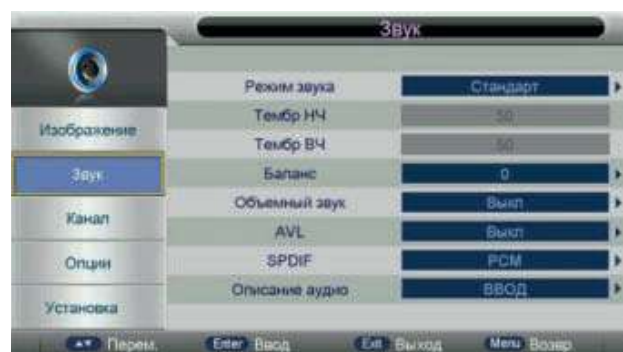 Звук
Изображение
Звук
Канал
Опции
Установка
Режим звука Стандарт
Тембр НЧ 50
Тембр ВЧ 50
Баланс 0
Объемный звук Выкл
AVL Выкл
SPDIF PCM
Описание аудио ВВОД
Перем. Enter Ввод Exit Выход Menu Возвр